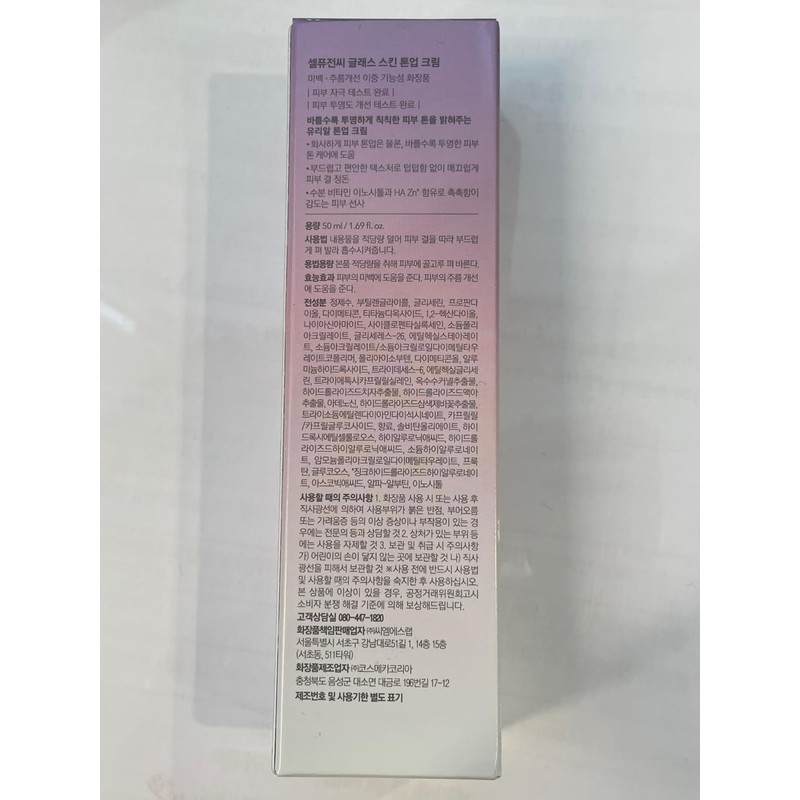 셀퓨전씨 글래스 스킨 톤업 크림
미백 · 주름개선 이중 기능성 화장품
| 피부 자극 테스트 완료 |
| 피부 투명도 개선 테스트 완료 |
바를수록 투명하게 칙칙한 피부 톤을 밝혀주는
유리알 톤업 크림
• 화사하게 피부 톤업은 물론, 바를수록 투명한 피부
톤 케어에 도움
• 부드럽고 편안한 텍스처로 텁텁함 없이 매끄럽게
피부 결 정돈
• 수분 비타민 이노시톨과 HA Zn* 함유로 촉촉함이
감도는 피부 선사
용량 50 ml / 1.69 fl. oz.
사용법 내용물을 적당량 덜어 피부 결을 따라 부드럽
게 펴 발라 흡수시켜줍니다.
용법용량 본품 적당량을 취해 피부에 골고루 펴 바른다.
효능효과 피부의 미백에 도움을 준다. 피부의 주름 개선
에 도움을 준다.
전성분 정제수, 부틸렌글라이콜, 글리세린, 프로판다
이올, 다이메티콘, 티타늄디옥사이드, 1,2-헥산다이올,
나이아신아마이드, 사이클로펜타실록세인, 소듐폴리
아크릴레이트, 글리세레스-26, 에틸헥실스테아레이
트, 소듐아크릴레이트/소듐아크릴로일다이메틸타우
레이트코폴리머, 폴리아이소부텐, 다이메티콘올, 알루
미늄하이드록사이드, 트라이데세스-6, 에틸헥실글리세
린, 트라이에톡시카프릴릴실레인, 옥수수커넬추출물,
하이드롤라이즈드치자추출물, 하이드롤라이즈드맥아
추출물, 아데노신, 하이드롤라이즈드삼색제비꽃추출물,
트라이소듐에틸렌다이아민다이석시네이트, 카프릴릴
/카프릴글루코사이드, 향료, 솔비탄올리에이트, 하이
드록시에틸셀룰로오스, 하이알루로닉애씨드, 하이드롤
라이즈드하이알루로닉애씨드, 소듐하이알루로네이
트, 암모늄폴리아크릴로일다이메틸타우레이트, 프룩
탄, 글루코오스, *징크하이드롤라이즈드하이알루로네이
트, 아스코빅애씨드, 알파-알부틴, 이노시톨
사용할 때의 주의사항 1. 화장품 사용 시 또는 사용 후
직사광선에 의하여 사용부위가 붉은 반점, 부어오름
또는 가려움증 등의 이상 증상이나 부작용이 있는 경
우에는 전문의 등과 상담할 것 2. 상처가 있는 부위 등
에는 사용을 자제할 것 3. 보관 및 취급 시 주의사항
가) 어린이의 손이 닿지 않는 곳에 보관할 것 나) 직사
광선을 피해서 보관할 것 ※사용 전에 반드시 사용법
및 사용할 때의 주의사항을 숙지한 후 사용하십시오.
본 상품에 이상이 있을 경우, 공정거래위원회고시
소비자 분쟁 해결 기준에 의해 보상해드립니다.
고객상담실 080-447-1820
화장품책임판매업자 ㈜씨엠에스랩
서울특별시 서초구 강남대로51길 1, 14층 15층
(서초동, 511타워)
화장품제조업자 ㈜코스메카코리아
충청북도 음성군 대소면 대금로 196번길 17-12
제조번호 및 사용기한 별도 표기